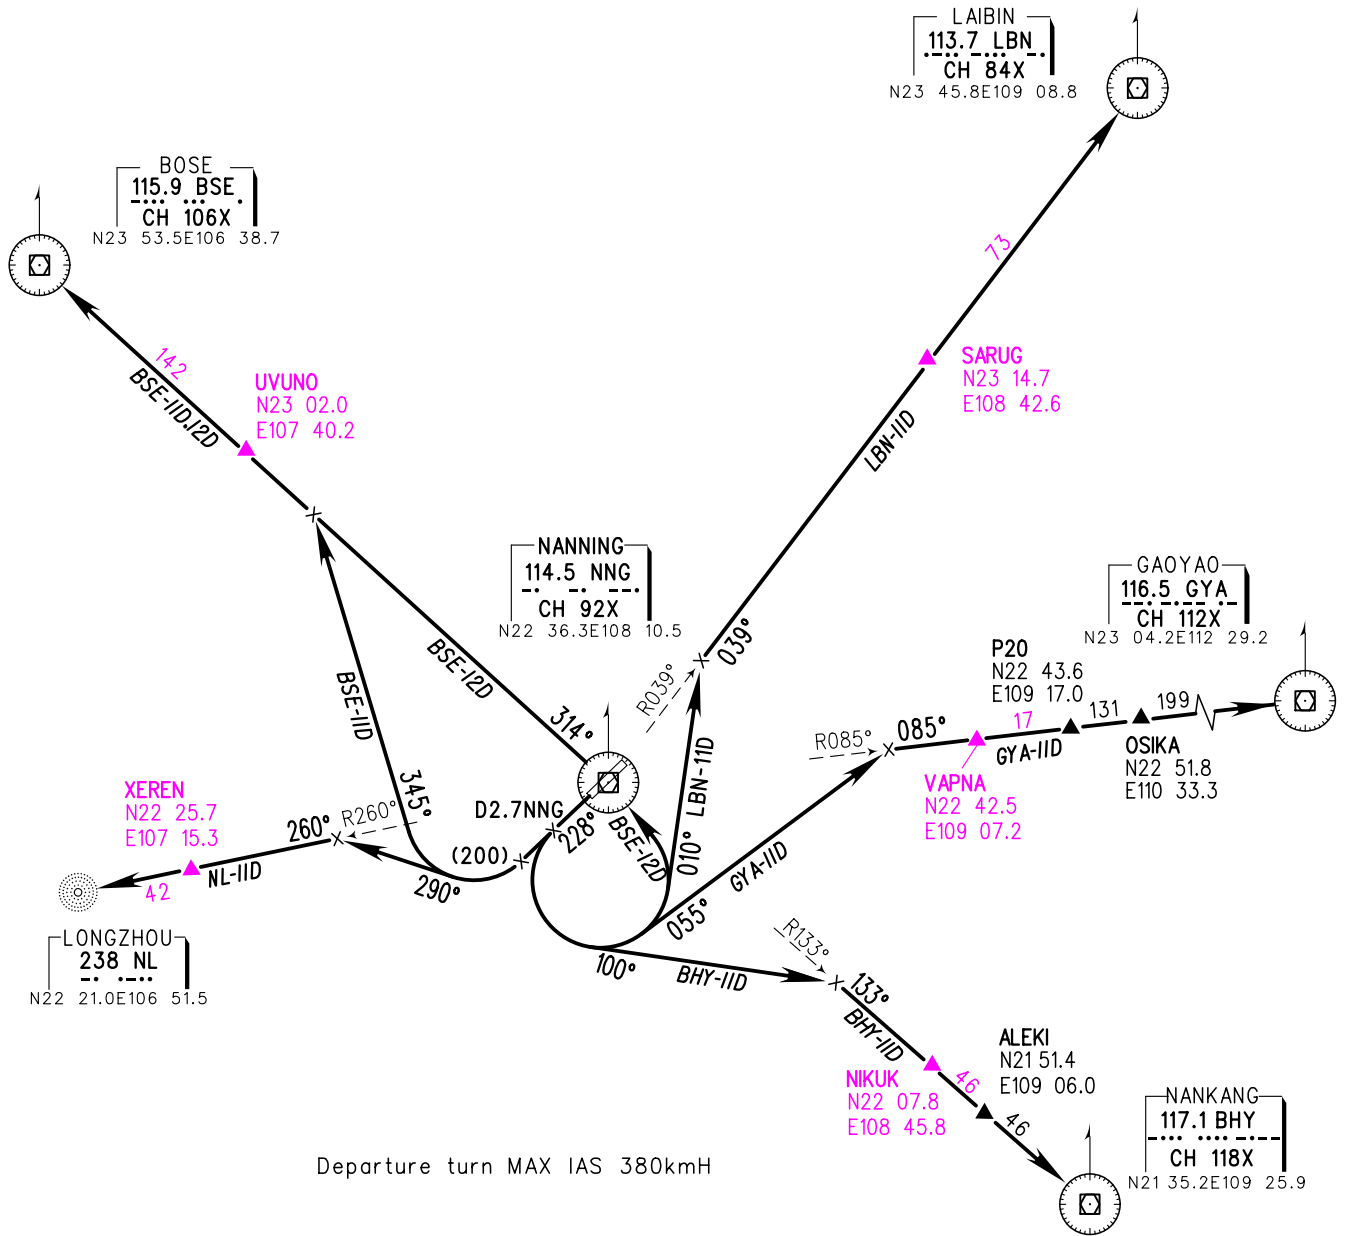 LAIBIN
113.7 LBN
CH 84X
N23 45.8E109 08.8
BOSE
115.9 BSE
CH 106X
N23 53.5E106 38.7
73
142
BSE-11D,12D
UVUNO
N23 02.0
E107 40.2
SARUG
N23 14.7
E108 42.6
LBN-11D
NANNING
114.5 NNG
CH 92X
N22 36.3E108 10.5
GAOYAO
116.5 GYA
CH 112X
N23 04.2E112 29.2
BSE-12D
BSE-11D
314°
R039°
039°
P20
N22 43.6
E109 17.0
R085°
085°
17
131
199
GYA-11D
OSIKA
N22 51.8
E110 33.3
VAPNA
N22 42.5
E109 07.2
XEREN
N22 25.7
E107 15.3
260°
R260°
345°
D2.7NNG
228°
(200)
BSE-12D
LBN-11D
010°
GYA-11D
055°
42
NL-11D
290°
LONGZHOU
238 NL
N22 21.0E106 51.5
100°
BHY-11D
R133°
133°
BHY-11D
NIKUK
N22 07.8
E108 45.8
46
ALEKI
N21 51.4
E109 06.0
46
NANKANG
117.1 BHY
CH 118X
N21 35.2E109 25.9
Departure turn MAX IAS 380kmH